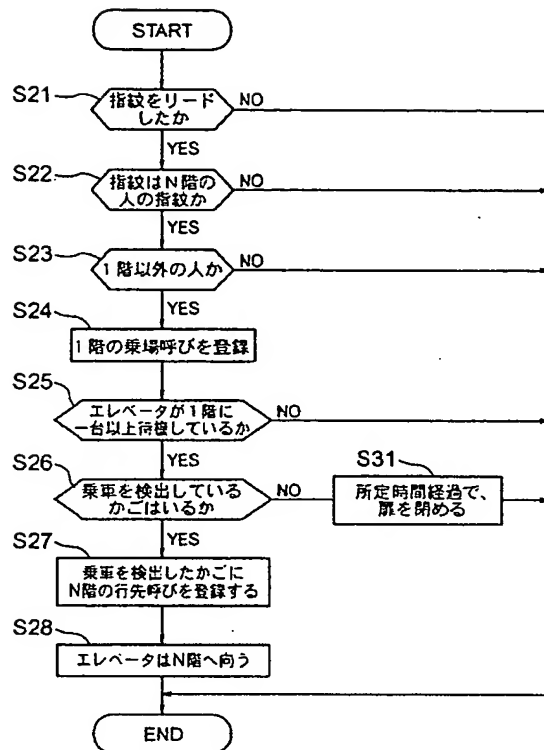 START
S21
指紋をリード
したか
NO
YES
S22
指紋はN階の
人の指紋か
NO
YES
S23
1階以外の人か
NO
YES
S24
1階の乗場呼びを登録
S25
エレベータが1階に
一台以上待機しているか
NO
YES
S26
乗車を検出している
かごはいるか
NO
S31
所定時間経過で、
扉を閉める
YES
S27
乗車を検出したかごに
N階の行先呼びを登録する
S28
エレベータはN階へ向う
END